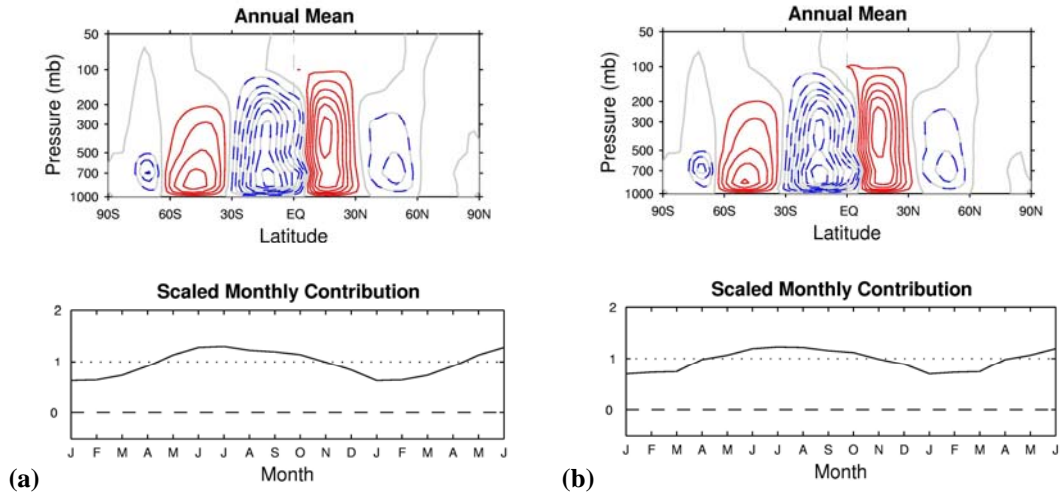 Annual Mean
50
100
200
300
500
700
1000
Pressure (mb)
90S 60S 30S EQ 30N 60N 90N
Latitude
Scaled Monthly Contribution
2
1
0
J F M A M J J A S O N D J F M A M J
Month
(a)
Annual Mean
50
100
200
300
500
700
1000
Pressure (mb)
90S 60S 30S EQ 30N 60N 90N
Latitude
Scaled Monthly Contribution
2
1
0
J F M A M J J A S O N D J F M A M J
Month
(b)